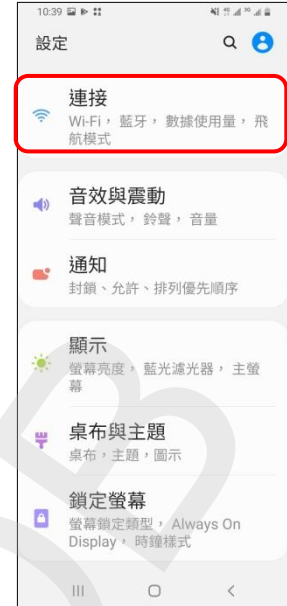 10:39
設定
連接
Wi-Fi， 藍牙， 數據使用量， 飛
航模式
音效與震動
聲音模式， 鈴聲， 音量
通知
封鎖、允許、排列優先順序
顯示
螢幕亮度， 藍光濾光器， 主螢
幕
桌布與主題
桌布，主題，圖示
鎖定螢幕
螢幕鎖定類型， Always On
Display， 時鐘樣式